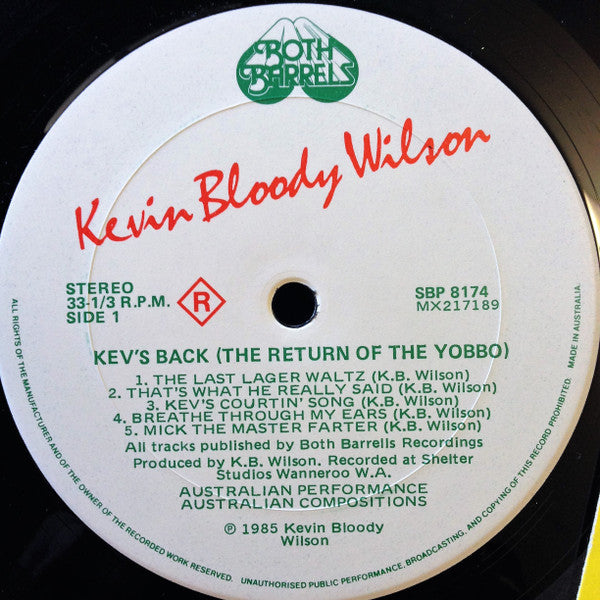 BOTH
BARRELS
Kevin Bloody Wilson
STEREO
33-1/3 R.P.M.
SIDE 1
R
SBP 8174
MX217189
KEV'S BACK (THE RETURN OF THE YOBBO)
1. THE LAST LAGER WALTZ (K.B. Wilson)
2. THAT'S WHAT HE REALLY SAID (K.B. Wilson)
3. KEV'S COURTIN' SONG (K.B. Wilson)
4. BREATHE THROUGH MY EARS (K.B. Wilson)
5. MICK THE MASTER FARTER (K.B. Wilson)
All tracks published by Both Barrells Recordings
Produced by K.B. Wilson. Recorded at Shelter
Studios Wanneroo W.A.
AUSTRALIAN PERFORMANCE
AUSTRALIAN COMPOSITIONS
℗ 1985 Kevin Bloody
Wilson
ALL RIGHTS OF THE MANUFACTURER AND OF THE OWNER OF THE RECORDED WORK RESERVED. UNAUTHORISED PUBLIC PERFORMANCE, BROADCASTING, AND COPYING OF THIS RECORD PROHIBITED. MADE IN AUSTRALIA